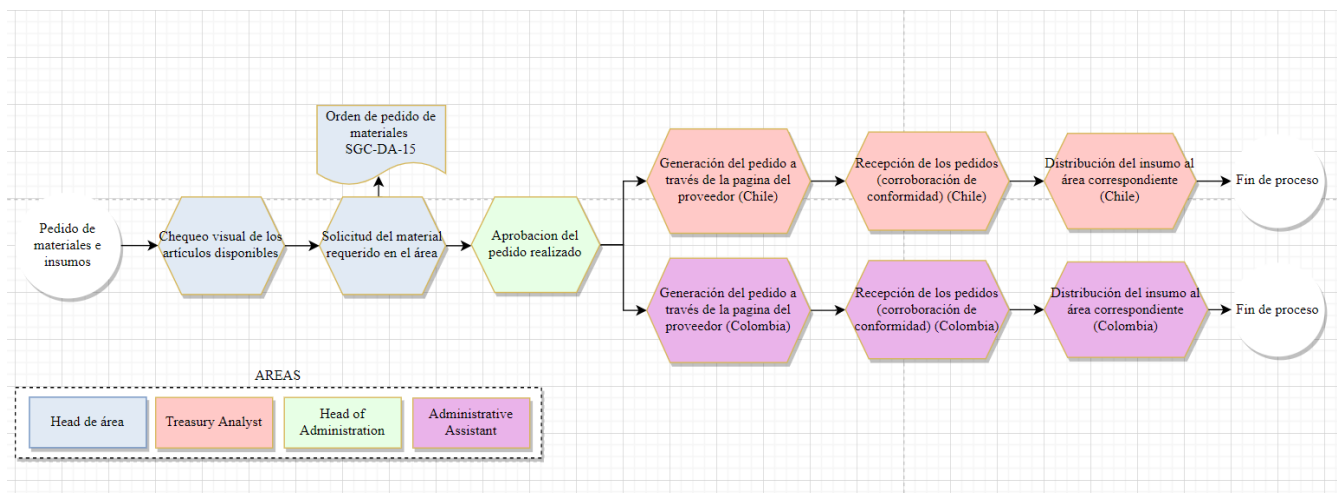 Pedido de
materiales e
insumos
Chequeo visual de los
artículos disponibles
Orden de pedido de
materiales
SGC-DA-15
Solicitud del material
requerido en el área
Aprobacion del
pedido realizado
Generación del pedido a
través de la pagina del
proveedor (Chile)
Recepción de los pedidos
(corroboración de
conformidad) (Chile)
Distribución del insumo al
área correspondiente
(Chile)
Fin de proceso
Generación del pedido a
través de la pagina del
proveedor (Colombia)
Recepción de los pedidos
(corroboración de
conformidad) (Colombia)
Distribución del insumo al
área correspondiente
(Colombia)
Fin de proceso
AREAS
Head de área
Treasury Analyst
Head of
Administration
Administrative
Assistant